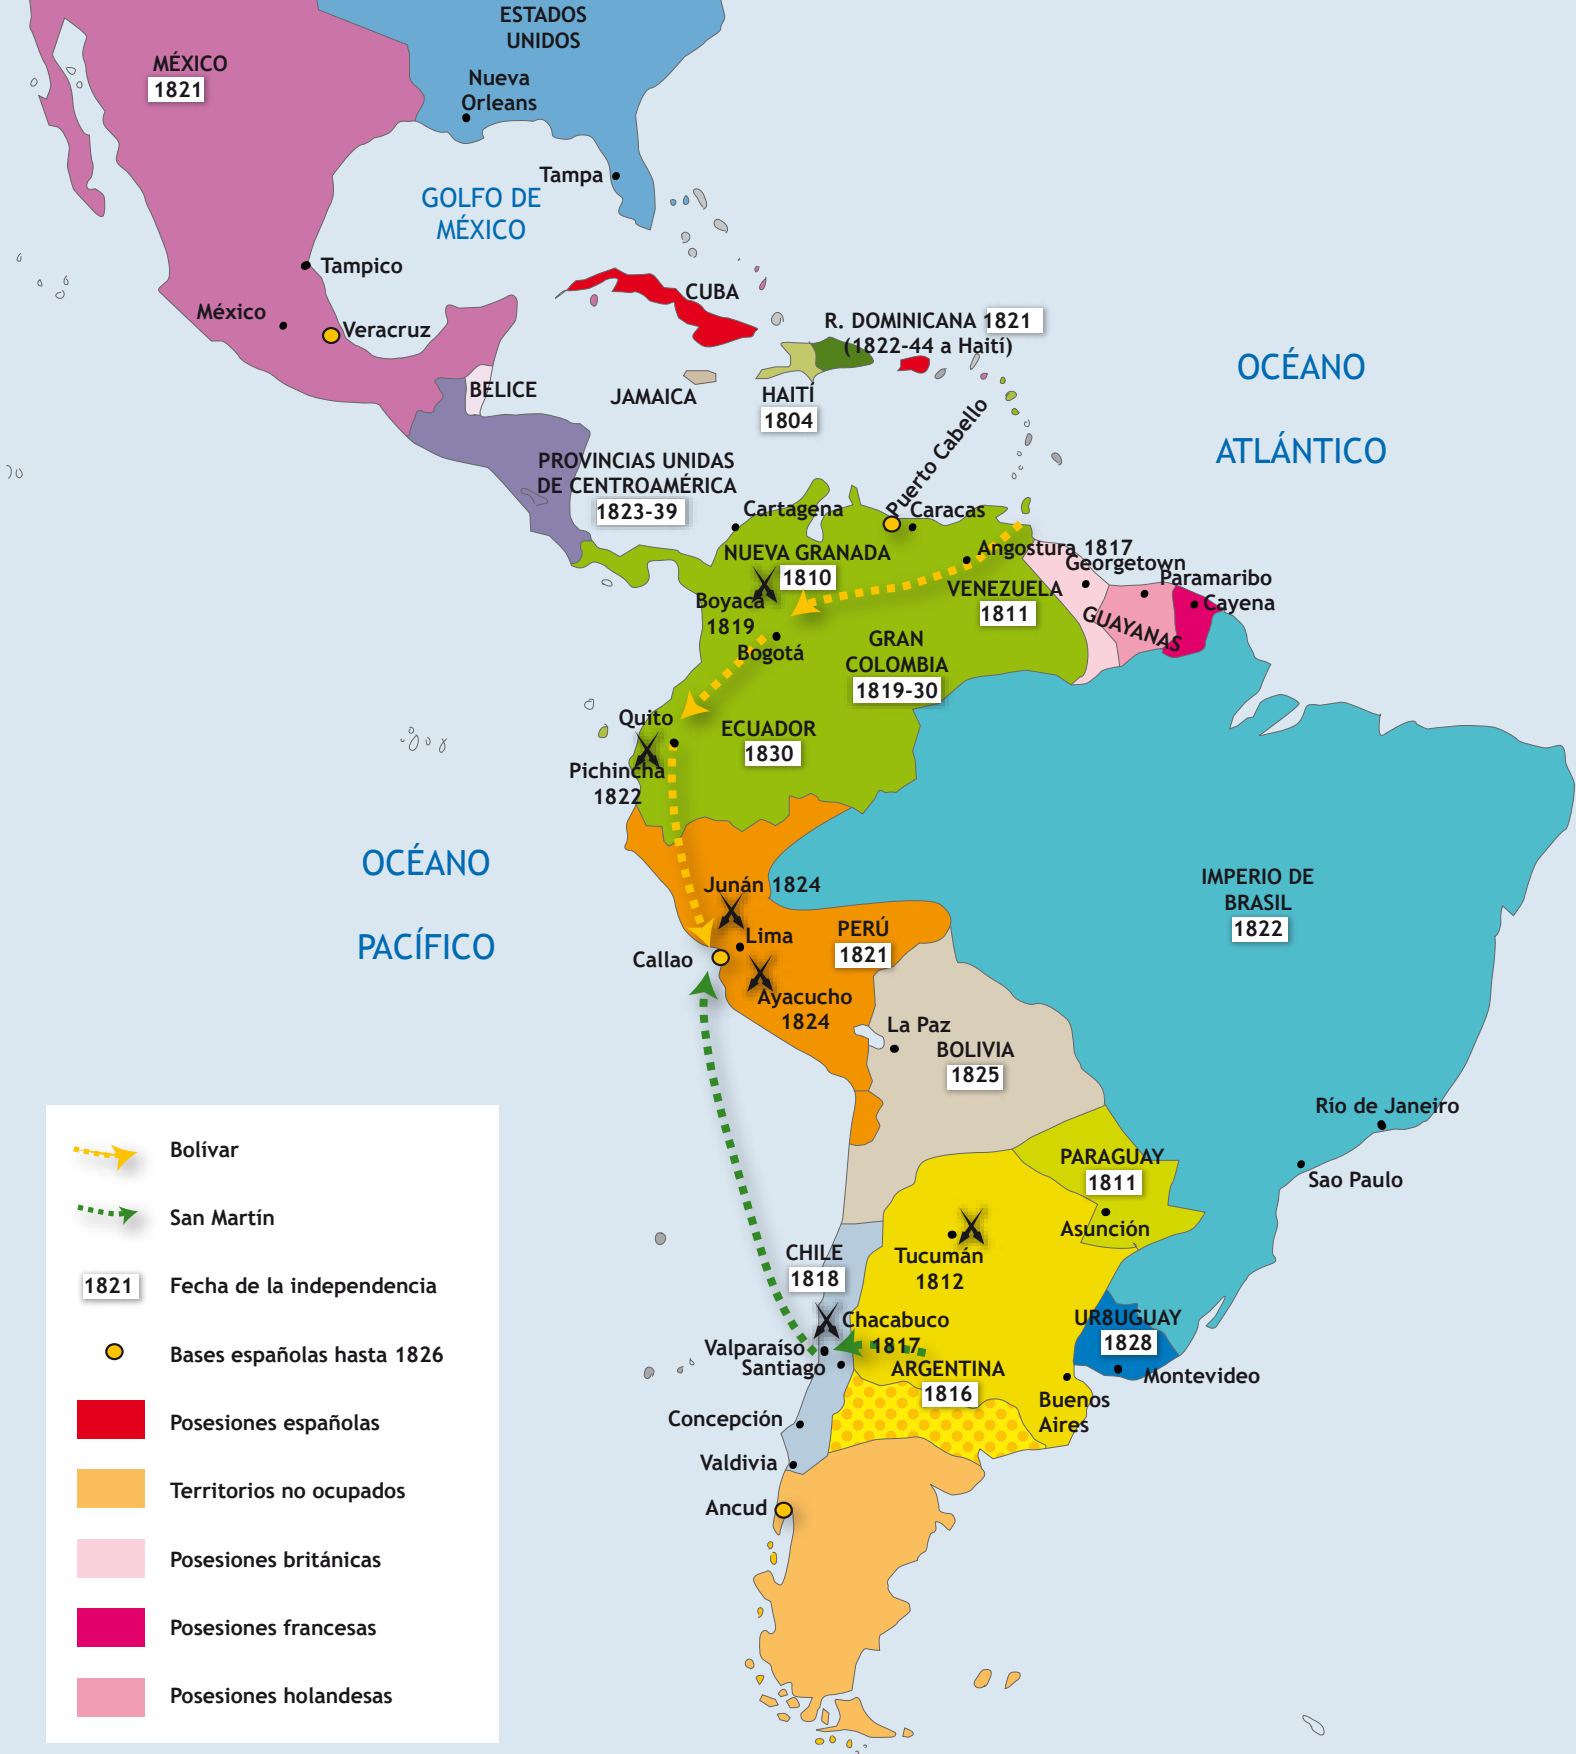 ESTADOS
UNIDOS
MÉXICO
1821
Nueva
Orleans
Tampa
GOLFO DE
MÉXICO
Tampico
México
Veracruz
CUBA
R. DOMINICANA 1821
(1822-44 a Haití)
BELICE
JAMAICA
HAITÍ
1804
OCÉANO
ATLÁNTICO
PROVINCIAS UNIDAS
DE CENTROAMÉRICA
1823-39
Puerto Cabello
Cartagena
Caracas
NUEVA GRANADA
1810
Angostura 1817
Georgetown
Paramaribo
Cayena
VENEZUELA
1811
GUAYANAS
Boyacá
1819
Bogotá
GRAN
COLOMBIA
1819-30
Quito
ECUADOR
1830
Pichincha
1822
OCÉANO
PACÍFICO
Junán 1824
Lima
Callao
PERÚ
1821
Ayacucho
1824
IMPERIO DE
BRASIL
1822
La Paz
BOLIVIA
1825
Río de Janeiro
Sao Paulo
PARAGUAY
1811
Asunción
Tucumán
1812
CHILE
1818
Chacabuco
1817
Valparaíso
Santiago
ARGENTINA
1816
UR8UGUAY
1828
Montevideo
Buenos
Aires
Concepción
Valdivia
Ancud
Bolívar
San Martín
1821 Fecha de la independencia
Bases españolas hasta 1826
Posesiones españolas
Territorios no ocupados
Posesiones británicas
Posesiones francesas
Posesiones holandesas